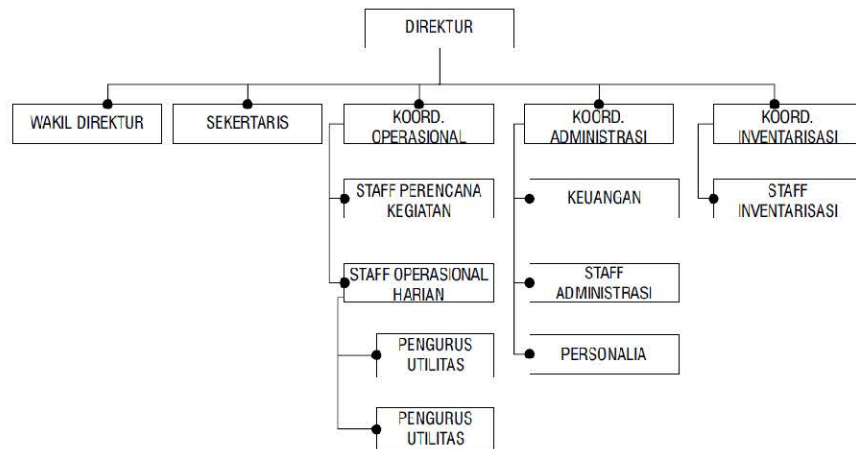 DIREKTUR
WAKIL DIREKTUR
SEKERTARIS
KOORD.
OPERASIONAL
KOORD.
ADMINISTRASI
KOORD.
INVENTARISASI
STAFF PERENCANA
KEGIATAN
KEUANGAN
STAFF
INVENTARISASI
STAFF OPERASIONAL
HARIAN
STAFF
ADMINISTRASI
PENGURUS
UTILITAS
PERSONALIA
PENGURUS
UTILITAS